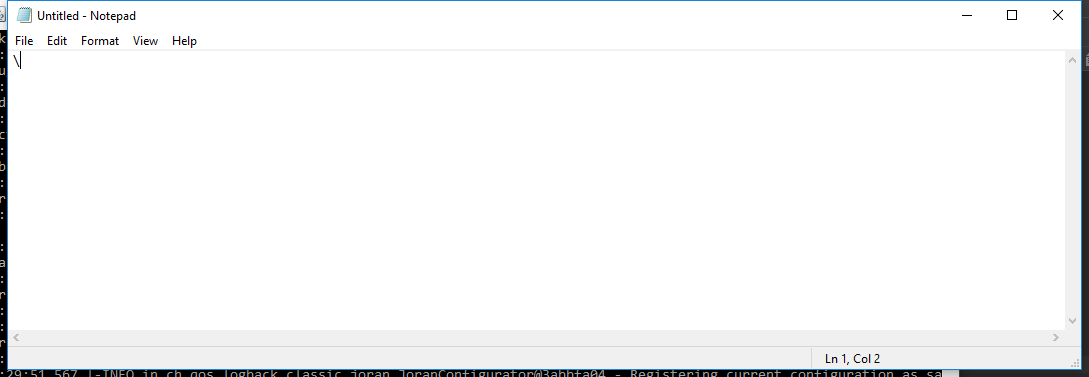 Untitled - Notepad
File Edit Format View Help
\
Ln 1, Col 2
:29:51,567 |-INFO in ch.qos.logback.classic.joran.JoranConfigurator@3abbfa04 - Registering current configuration as sa